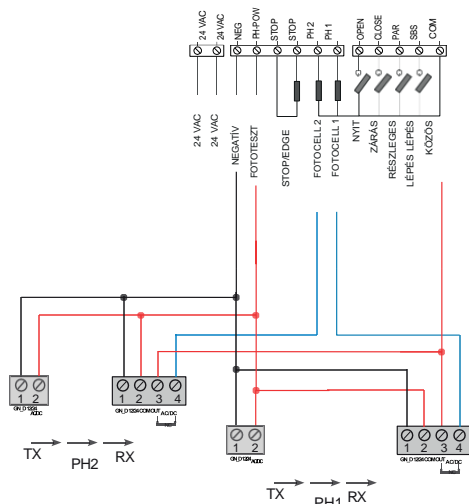 24 VAC
24 VAC
NEG
PH-POW
STOP
STOP
PH 2
PH 1
OPEN
CLOSE
PAR
SBS
COM
24 VAC
24 VAC
NEGATÍV
FOTOTESZT
STOP/EDGE
FOTOCELL 2
FOTOCELL 1
NYIT
ZÁRÁS
RÉSZLEGES
LÉPÉS LÉPÉS
KÖZÖS
1 2
1 2 3 4
1 2
1 2 3 4
TX
PH2
RX
TX
PH1
RX